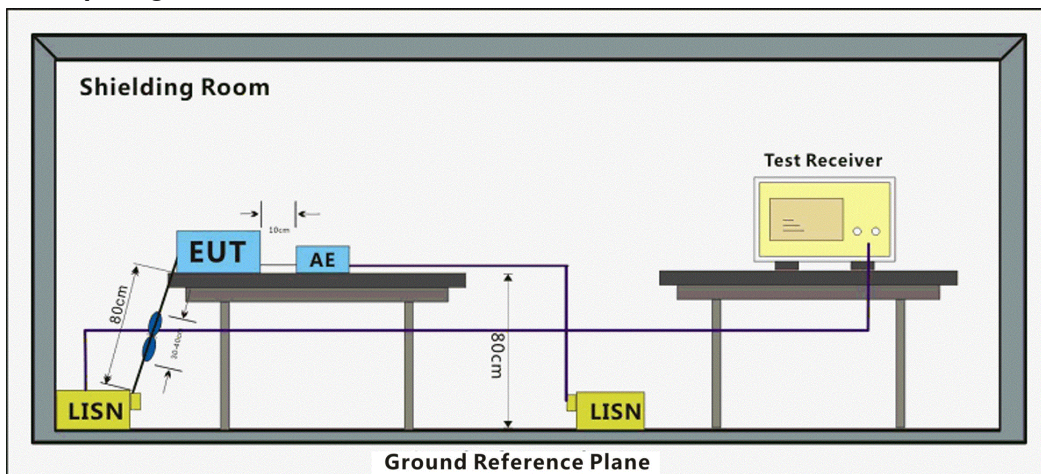 Shielding Room
Test Receiver
10cm
EUT
AE
80cm
30-40cm
80cm
LISN
LISN
Ground Reference Plane